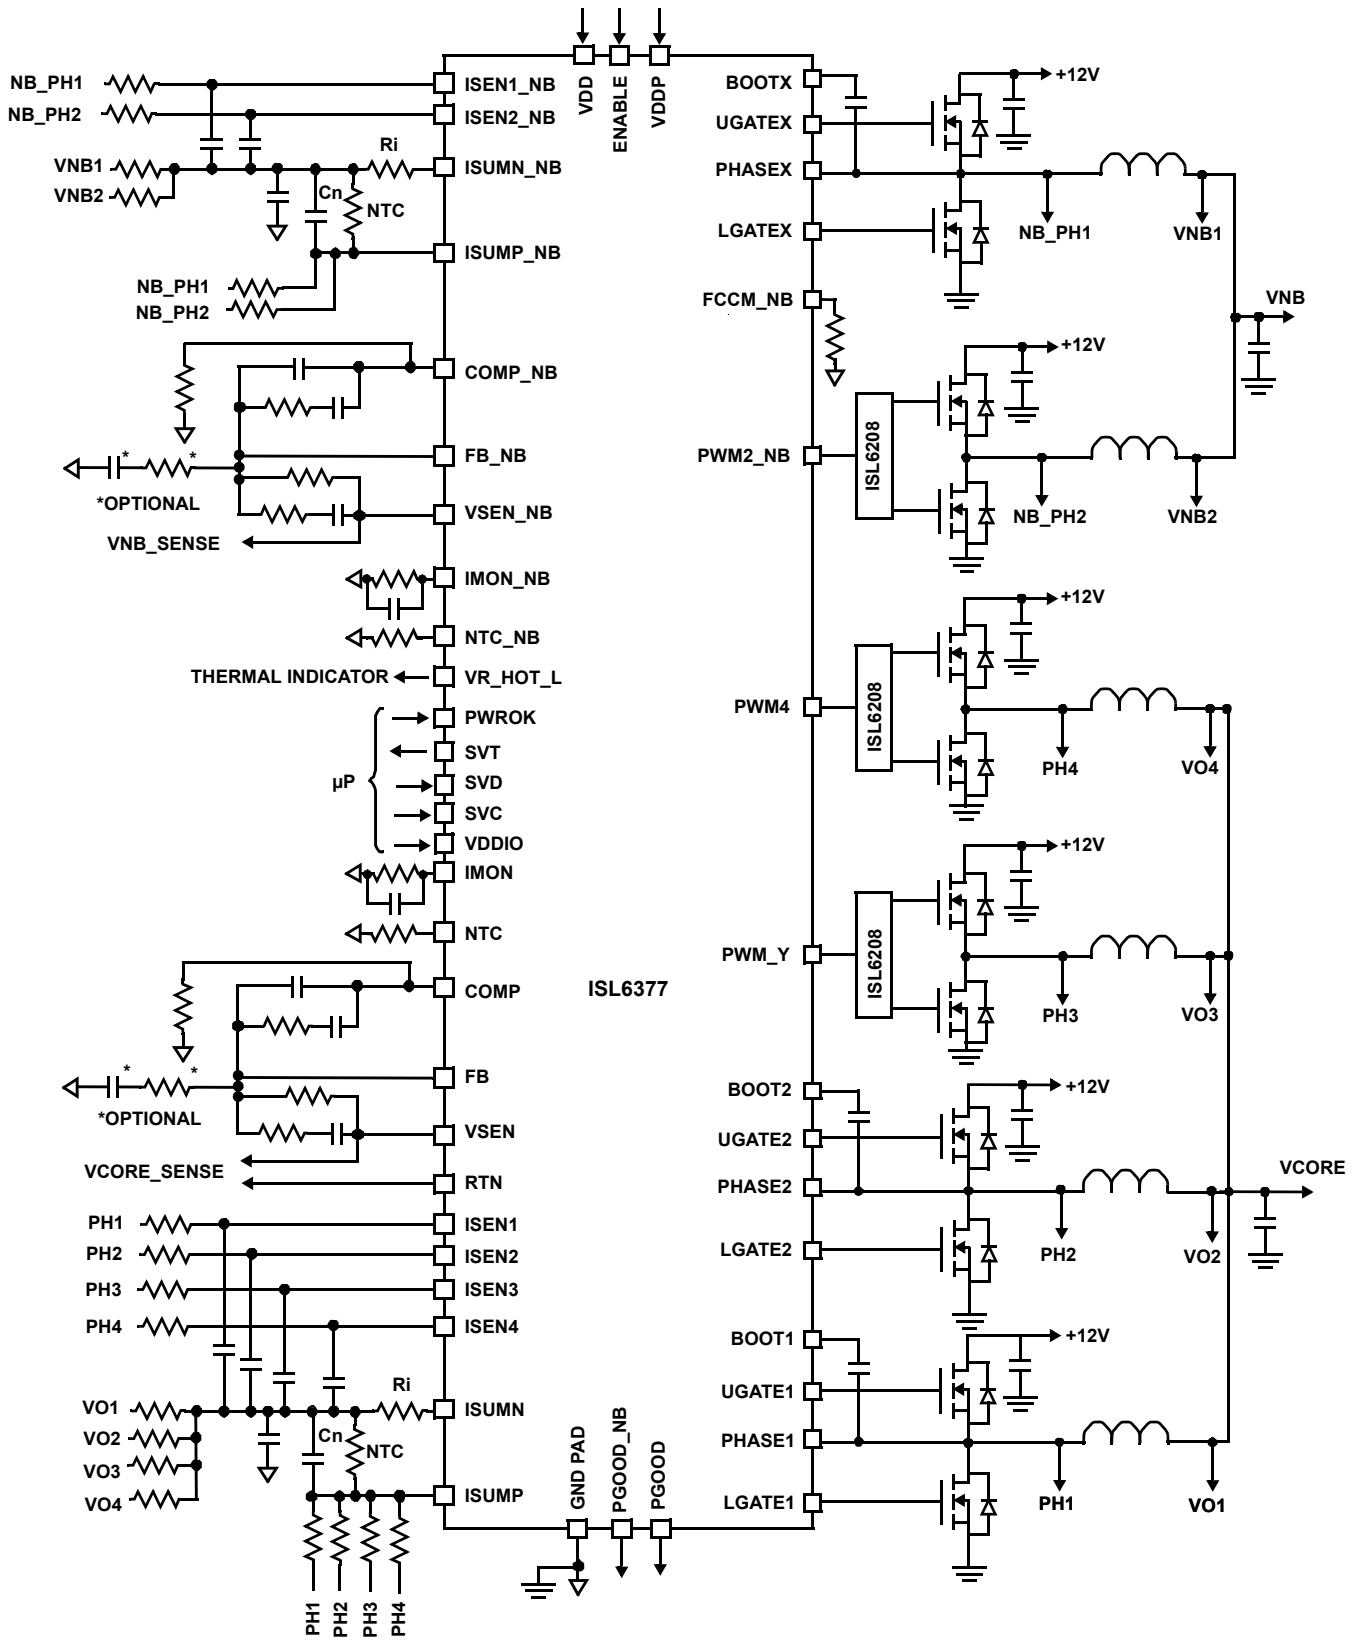 VDD
ENABLE
VDDP
NB_PH1
NB_PH2
VNB1
VNB2
Ri
Cn
NTC
NB_PH1
NB_PH2
ISEN1_NB
ISEN2_NB
ISUMN_NB
ISUMP_NB
COMP_NB
FB_NB
* *
*OPTIONAL
VSEN_NB
VNB_SENSE
IMON_NB
NTC_NB
THERMAL INDICATOR
VR_HOT_L
µP
PWROK
SVT
SVD
SVC
VDDIO
IMON
NTC
COMP
FB
* *
*OPTIONAL
VSEN
VCORE_SENSE
RTN
PH1
PH2
PH3
PH4
ISEN1
ISEN2
ISEN3
ISEN4
VO1
VO2
VO3
VO4
Ri
Cn
NTC
ISUMN
ISUMP
PH1
PH2
PH3
PH4
ISL6377
GND PAD
PGOOD_NB
PGOOD
BOOTX
UGATEX
PHASEX
LGATEX
FCCM_NB
PWM2_NB
PWM4
PWM_Y
BOOT2
UGATE2
PHASE2
LGATE2
BOOT1
UGATE1
PHASE1
LGATE1
+12V
NB_PH1
VNB1
VNB
+12V
ISL6208
NB_PH2
VNB2
+12V
ISL6208
PH4
VO4
+12V
ISL6208
PH3
VO3
+12V
PH2
VO2
VCORE
+12V
PH1
VO1